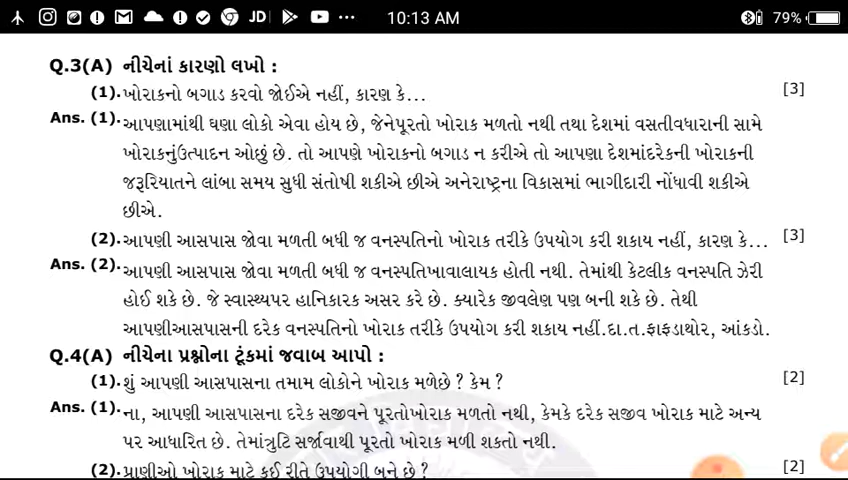 JD 10:13 AM 79%
Q.3(A) નીચેનાં કારણો લખો :
(1). ખોરાકનો બગાડ કરવો જોઈએ નહીં, કારણ કે... [3]
Ans. (1). આપણામાંથી ઘણા લોકો એવા હોય છે, જેનેપૂરતો ખોરાક મળતો નથી તથા દેશમાં વસતીવધારાની સામે
ખોરાકનુંઉત્પાદન ઓછું છે. તો આપણે ખોરાકનો બગાડ ન કરીએ તો આપણા દેશમાંદરેકની ખોરાકની
જરૂરિયાતને લાંબા સમય સુધી સંતોષી શકીએ છીએ અનેરાષ્ટ્રના વિકાસમાં ભાગીદારી નોંધાવી શકીએ
છીએ.
(2). આપણી આસપાસ જોવા મળતી બધી જ વનસ્પતિનો ખોરાક તરીકે ઉપયોગ કરી શકાય નહીં, કારણ કે... [3]
Ans. (2). આપણી આસપાસ જોવા મળતી બધી જ વનસ્પતિખાવાલાયક હોતી નથી. તેમાંથી કેટલીક વનસ્પતિ ઝેરી
હોઈ શકે છે. જે સ્વાસ્થ્યપર હાનિકારક અસર કરે છે. ક્યારેક જીવલેણ પણ બની શકે છે. તેથી
આપણીઆસપાસની દરેક વનસ્પતિનો ખોરાક તરીકે ઉપયોગ કરી શકાય નહીં.દા.ત.ફાફડાથોર, આંકડો.
Q.4(A) નીચેના પ્રશ્નોના ટૂંકમાં જવાબ આપો :
(1). શું આપણી આસપાસના તમામ લોકોને ખોરાક મળેછે ? કેમ ? [2]
Ans. (1). ના, આપણી આસપાસના દરેક સજીવને પૂરતોખોરાક મળતો નથી, કેમકે દરેક સજીવ ખોરાક માટે અન્ય
પર આધારિત છે. તેમાંત્રુટિ સર્જાવાથી પૂરતો ખોરાક મળી શકતો નથી.
(2). પ્રાણીઓ ખોરાક માટે કઈ રીતે ઉપયોગી બને છે ? [2]